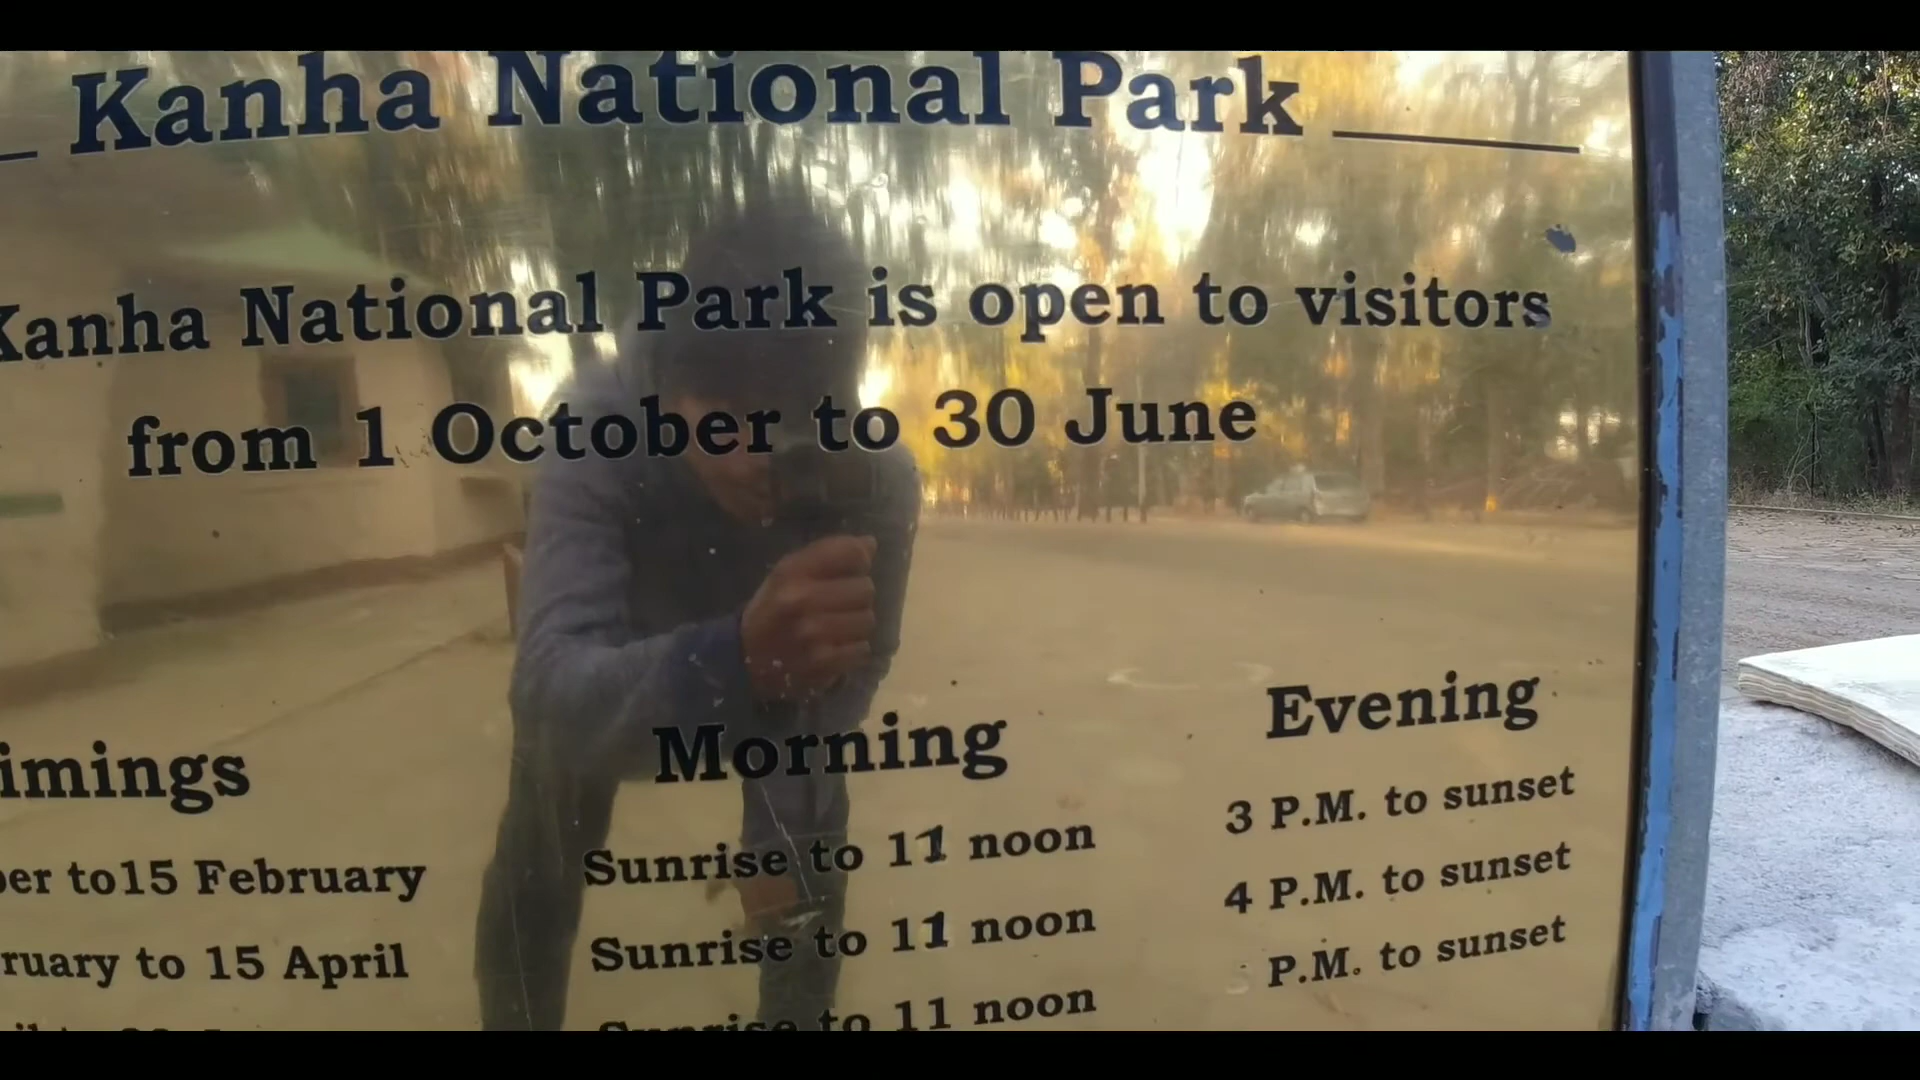 Kanha National Park
Kanha National Park is open to visitors
from 1 October to 30 June
imings Morning Evening
er to15 February Sunrise to 11 noon 3 P.M. to sunset
ruary to 15 April Sunrise to 11 noon 4 P.M. to sunset
Sunrise to 11 noon P.M. to sunset